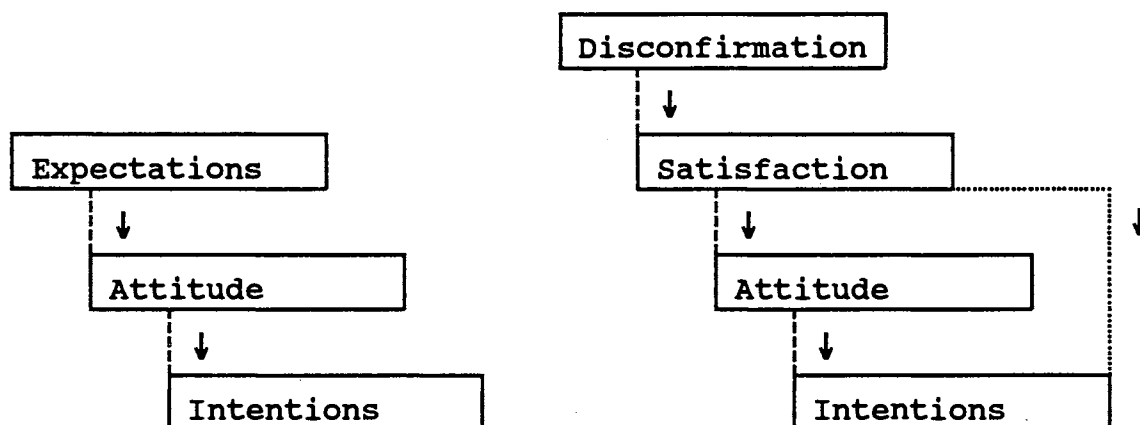 Disconfirmation
Expectations
Satisfaction
Attitude
Attitude
Intentions
Intentions